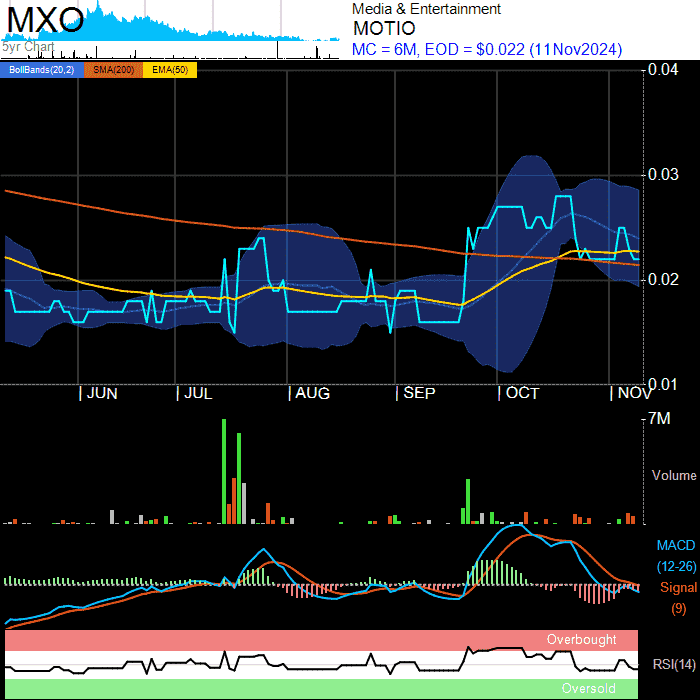 MXO
5yr Chart
Media & Entertainment
MOTIO
MC = 6M, EOD = $0.022 (11Nov2024)
BollBands(20,2) SMA(200) EMA(50)
0.04
0.03
0.02
0.01
JUN JUL AUG SEP OCT NOV
7M
Volume
MACD
(12-26)
Signal
(9)
Overbought
RSI(14)
Oversold